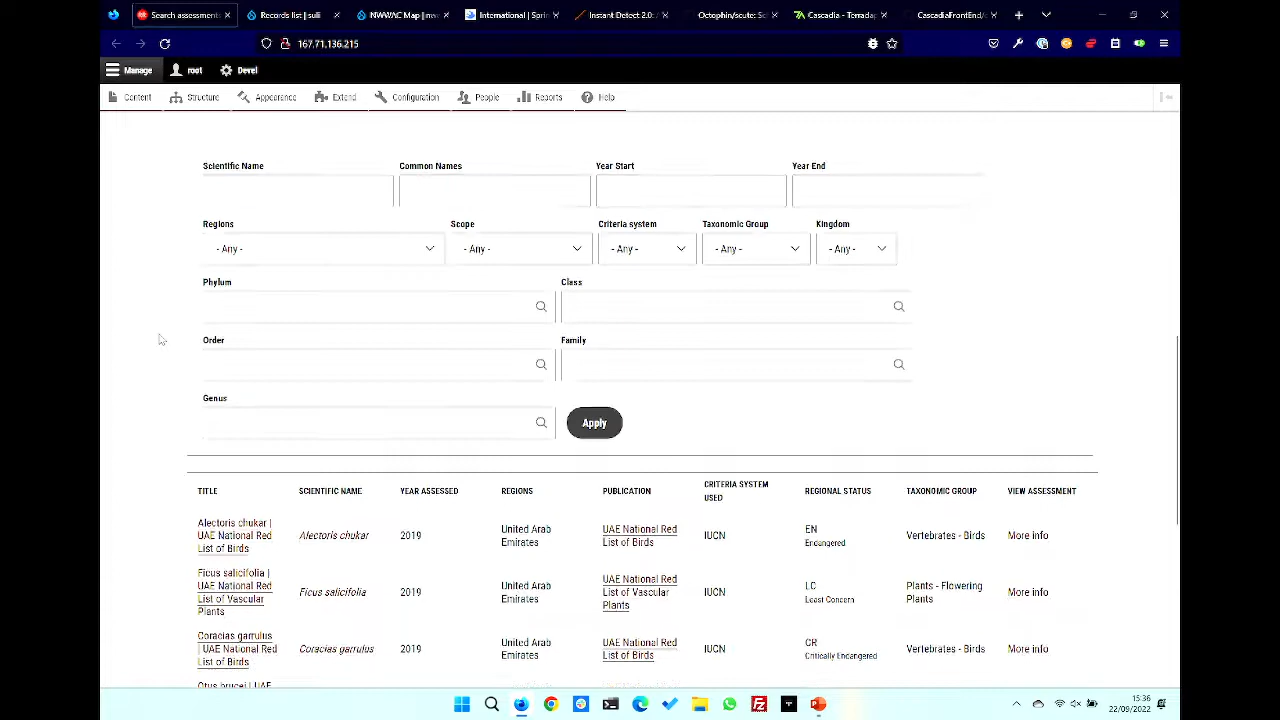 Search assessments
Records list | suli
NWWAC Map | nw
International | Sprin
Instant Detect 2.0:
Octophin/scute: Sc
CascadiaFrontEnd/c
167.71.136.215
Manage
root
Devel
Content
Structure
Appearance
Extend
Configuration
People
Reports
Help
Scientific Name
Common Names
Year Start
Year End
Regions
Scope
Criteria system
Taxonomic Group
Kingdom
- Any -
- Any -
- Any -
- Any -
- Any -
Phylum
Class
Order
Family
Genus
Apply
TITLE
SCIENTIFIC NAME
YEAR ASSESSED
REGIONS
PUBLICATION
CRITERIA SYSTEM
USED
REGIONAL STATUS
TAXONOMIC GROUP
VIEW ASSESSMENT
Alectoris chukar |
UAE National Red
List of Birds
Alectoris chukar
2019
United Arab
Emirates
UAE National Red
List of Birds
IUCN
EN
Endangered
Vertebrates - Birds
More info
Ficus salicifolia |
UAE National Red
List of Vascular
Plants
Ficus salicifolia
2019
United Arab
Emirates
UAE National Red
List of Vascular
Plants
IUCN
LC
Least Concern
Plants - Flowering
Plants
More info
Coracias garrulus
| UAE National Red
List of Birds
Coracias garrulus
2019
United Arab
Emirates
UAE National Red
List of Birds
IUCN
CR
Critically Endangered
Vertebrates - Birds
More info
Otus brucei | UAE
15:36
22/09/2022